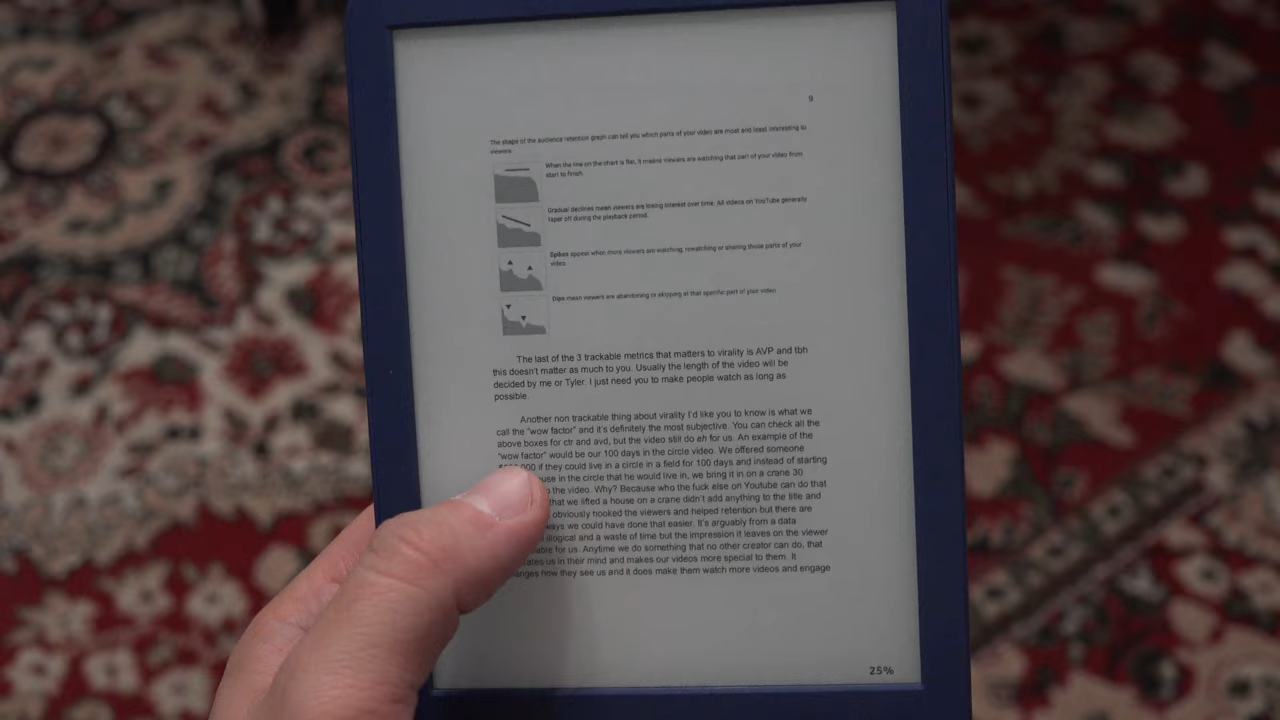 9
The shape of the audience retention graph can tell you which parts of your video are most and least interesting to
viewers.
When the line on the chart is flat, it means viewers are watching that part of your video from
start to finish.
Gradual declines mean viewers are losing interest over time. All videos on YouTube generally
taper off during the playback period.
Spikes appear when more viewers are watching, rewatching or sharing those parts of your
video.
Dips mean viewers are abandoning or skipping at that specific part of your video
The last of the 3 trackable metrics that matters to virality is AVP and tbh
this doesn't matter as much to you. Usually the length of the video will be
decided by me or Tyler. I just need you to make people watch as long as
possible.
Another non trackable thing about virality I'd like you to know is what we
call the "wow factor" and it's definitely the most subjective. You can check all the
above boxes for ctr and avd, but the video still do eh for us. An example of the
"wow factor" would be our 100 days in the circle video. We offered someone
if they could live in a circle in a field for 100 days and instead of starting
in the circle that he would live in, we bring it in on a crane 30
the video. Why? Because who the fuck else on Youtube can do that
that we lifted a house on a crane didn't add anything to the title and
obviously hooked the viewers and helped retention but there are
we could have done that easier. It's arguably from a data
illogical and a waste of time but the impression it leaves on the viewer
for us. Anytime we do something that no other creator can do, that
us in their mind and makes our videos more special to them. It
how they see us and it does make them watch more videos and engage
25%